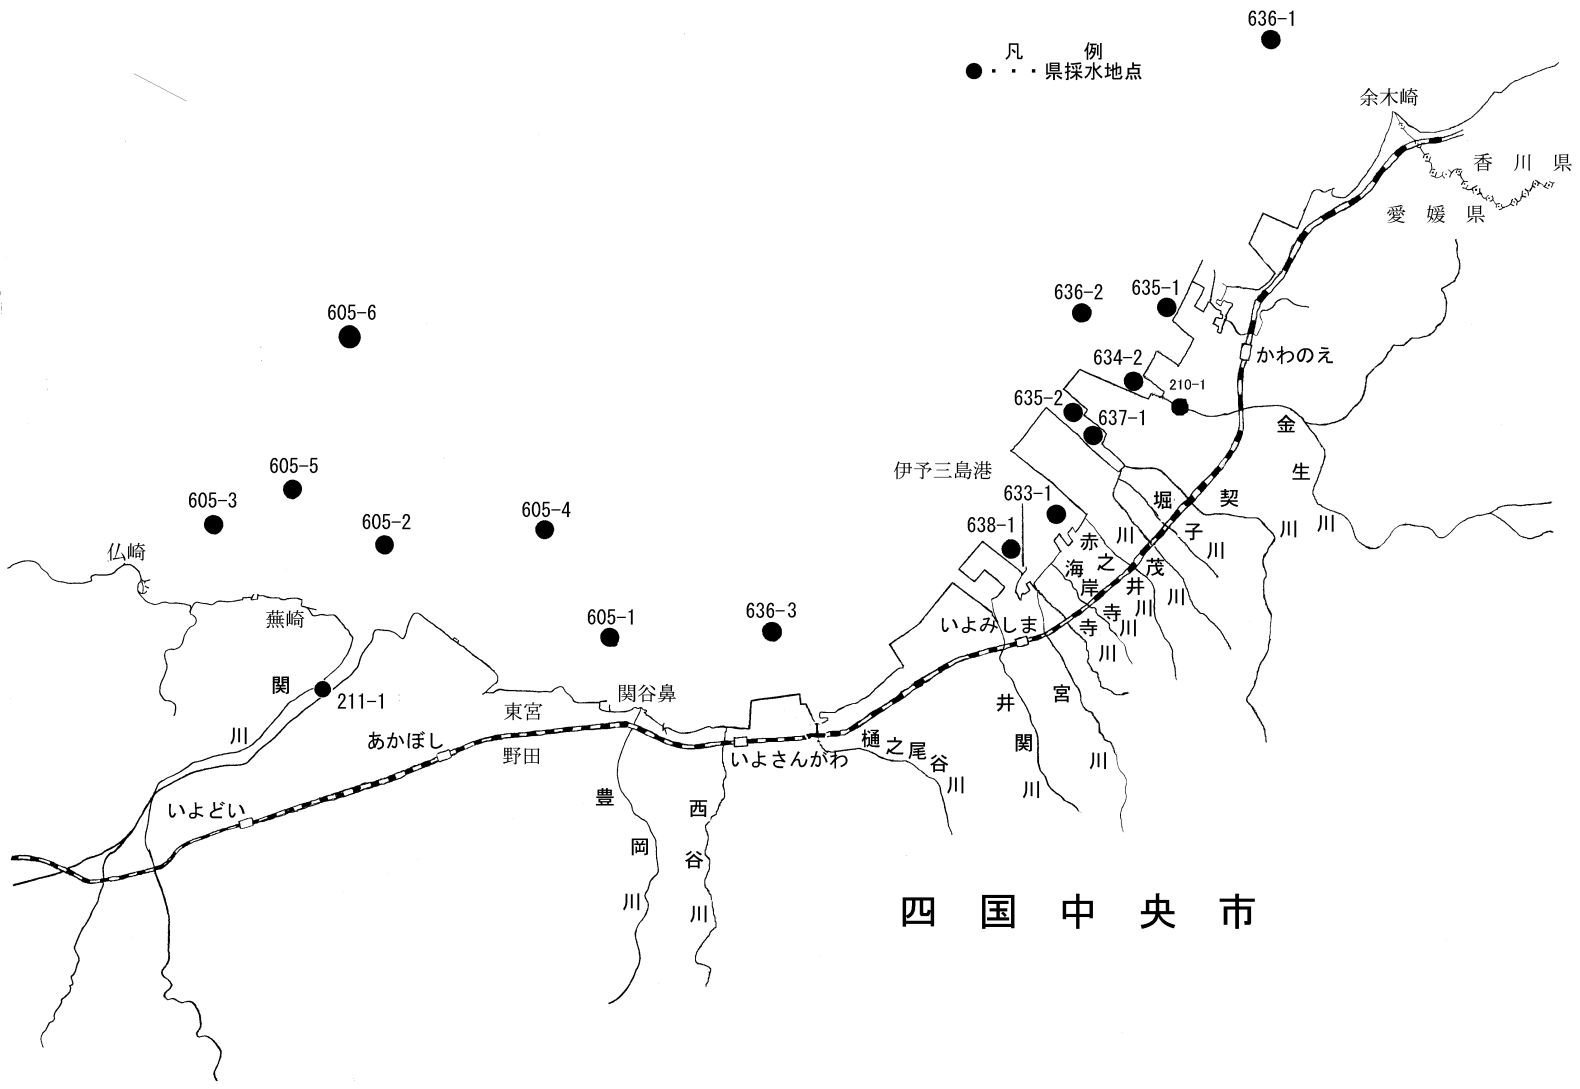 636-1
凡　例
●・・・県採水地点
余木崎
香川県
愛媛県
636-2
635-1
605-6
634-2
かわのえ
210-1
635-2
637-1
金生川
605-5
伊予三島港
605-3
633-1
堀川
契川
605-2
605-4
638-1
子川
仏崎
赤之井川
茂川
海岸寺川
蕪崎
605-1
636-3
いよみしま
寺川
関川
211-1
関谷鼻
宮川
井関川
東宮
あかぼし
野田
いよさんがわ
樋之尾谷川
いよどい
豊岡川
西谷川
四国中央市